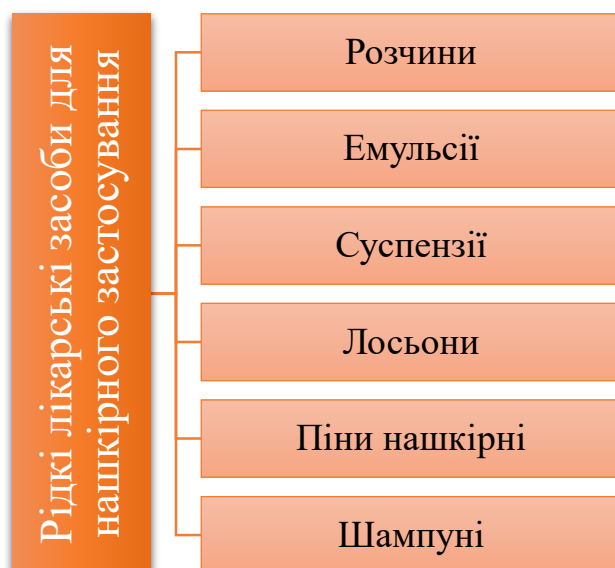 Рідкі лікарські засоби для
нашкірного застосування
Розчини
Емульсії
Суспензії
Лосьони
Піни нашкірні
Шампуні